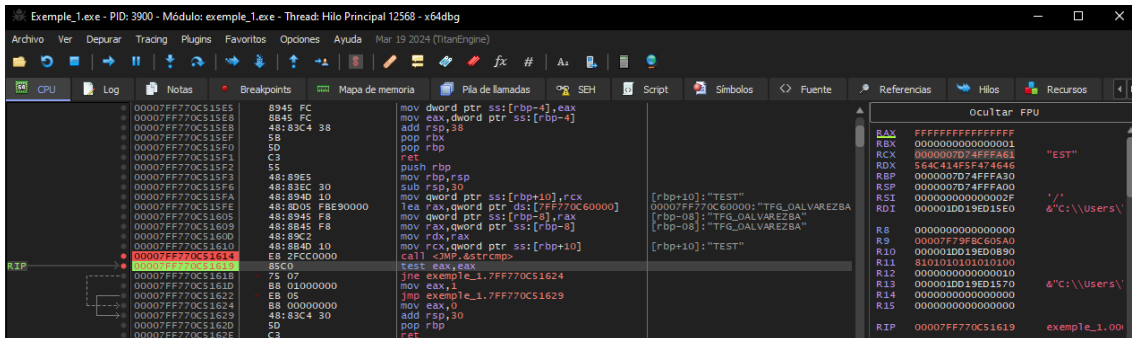 Exemple_1.exe - PID: 3900 - Módulo: exemple_1.exe - Thread: Hilo Principal 12568 - x64dbg
Archivo Ver Depurar Tracing Plugins Favoritos Opciones Ayuda Mar 19 2024 (TitanEngine)
CPU Log Notas Breakpoints Mapa de memoria Pila de llamadas SEH Script Símbolos Fuente Referencias Hilos Recursos
Ocultar FPU
00007FF770C515E5 8945 FC mov dword ptr ss:[rbp-4],eax
00007FF770C515E8 8B45 FC mov eax,dword ptr ss:[rbp-4]
00007FF770C515EB 48:83C4 38 add rsp,38
00007FF770C515EF 5B pop rbx
00007FF770C515F0 5D pop rbp
00007FF770C515F1 C3 ret
00007FF770C515F2 55 push rbp
00007FF770C515F3 48:89E5 mov rbp,rsp
00007FF770C515F6 48:83EC 30 sub rsp,30
00007FF770C515FA 48:894D 10 mov qword ptr ss:[rbp+10],rcx [rbp+10]:"TEST"
00007FF770C515FE 48:8D05 FBE90000 lea rax,qword ptr ds:[7FF770C60000] 00007FF770C60000:"TFG_OALVAREZBA
00007FF770C51605 48:8945 F8 mov qword ptr ss:[rbp-8],rax [rbp-08]:"TFG_OALVAREZBA"
00007FF770C51609 48:8B45 F8 mov rax,qword ptr ss:[rbp-8] [rbp-08]:"TFG_OALVAREZBA"
00007FF770C5160D 48:89C2 mov rdx,rax
00007FF770C51610 48:8B4D 10 mov rcx,qword ptr ss:[rbp+10] [rbp+10]:"TEST"
00007FF770C51614 E8 2FCC0000 call <JMP.&strcmp>
RIP 00007FF770C51619 85C0 test eax,eax
00007FF770C5161B 75 07 jne exemple_1.7FF770C51624
00007FF770C5161D B8 01000000 mov eax,1
00007FF770C51622 EB 05 jmp exemple_1.7FF770C51629
00007FF770C51624 B8 00000000 mov eax,0
00007FF770C51629 48:83C4 30 add rsp,30
00007FF770C5162D 5D pop rbp
00007FF770C5162E C3 ret
RAX FFFFFFFFFFFFFFFF
RBX 0000000000000001
RCX 0000007D74FFFA61 "EST"
RDX 564C414F5F474646
RBP 0000007D74FFFA30
RSP 0000007D74FFFA00
RSI 000000000000002F '/'
RDI 000001DD19ED15E0 &"C:\\Users\
R8 0000000000000000
R9 00007F79FBC605A0
R10 000001DD19ED0B90
R11 8101010101010100
R12 0000000000000010
R13 000001DD19ED1570 &"C:\\Users\
R14 0000000000000000
R15 0000000000000000
RIP 00007FF770C51619 exemple_1.00